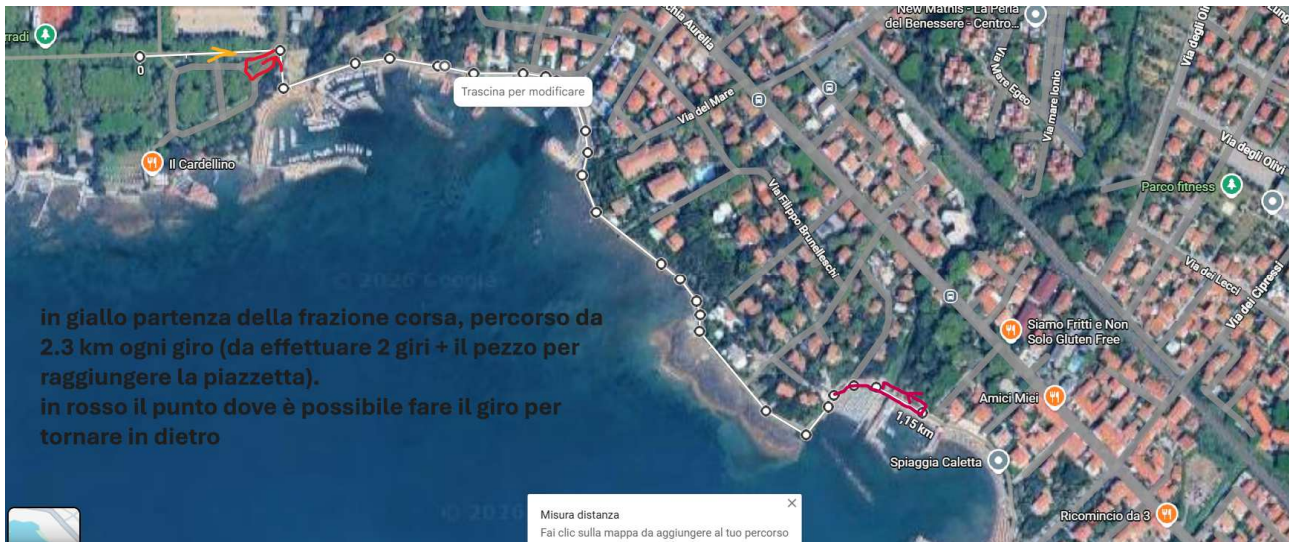 New Mathis - La Perla
del Benessere - Centro...
rradi
chia Aurelia
Via degli Oli
Via Mare Egeo
Via mare Ionio
0
Trascina per modificare
Via del Mare
Via degli Olivi
Il Cardellino
Parco fitness
Via Filippo Brunelleschi
Via dei Lecci
Via dei Cipressi
in giallo partenza della frazione corsa, percorso da
2.3 km ogni giro (da effettuare 2 giri + il pezzo per
raggiungere la piazzetta).
in rosso il punto dove è possibile fare il giro per
tornare in dietro
Siamo Fritti e Non
Solo Gluten Free
Amici Miei
1,15 km
Spiaggia Caletta
Ricomincio da 3
Misura distanza
Fai clic sulla mappa da aggiungere al tuo percorso